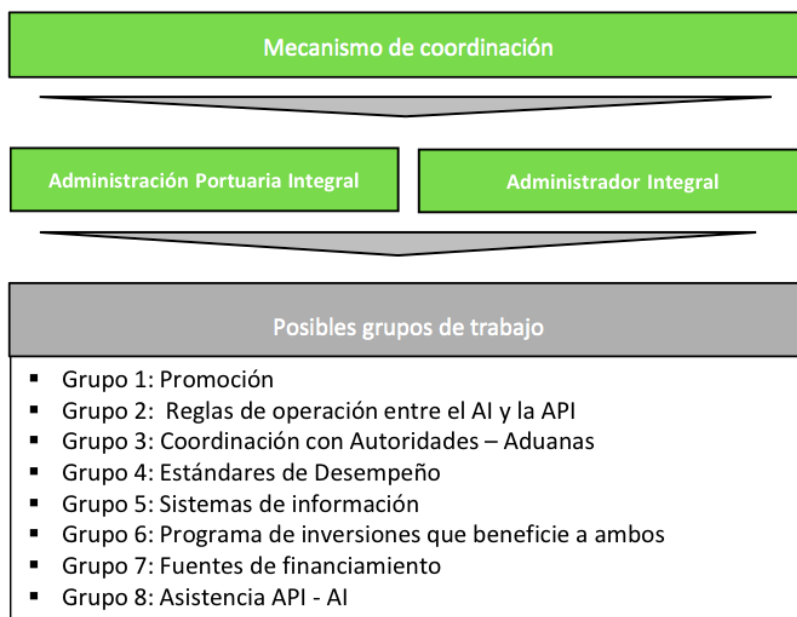 Mecanismo de coordinación
Administración Portuaria Integral
Administrador Integral
Posibles grupos de trabajo
▪ Grupo 1: Promoción
▪ Grupo 2: Reglas de operación entre el AI y la API
▪ Grupo 3: Coordinación con Autoridades – Aduanas
▪ Grupo 4: Estándares de Desempeño
▪ Grupo 5: Sistemas de información
▪ Grupo 6: Programa de inversiones que beneficie a ambos
▪ Grupo 7: Fuentes de financiamiento
▪ Grupo 8: Asistencia API - AI